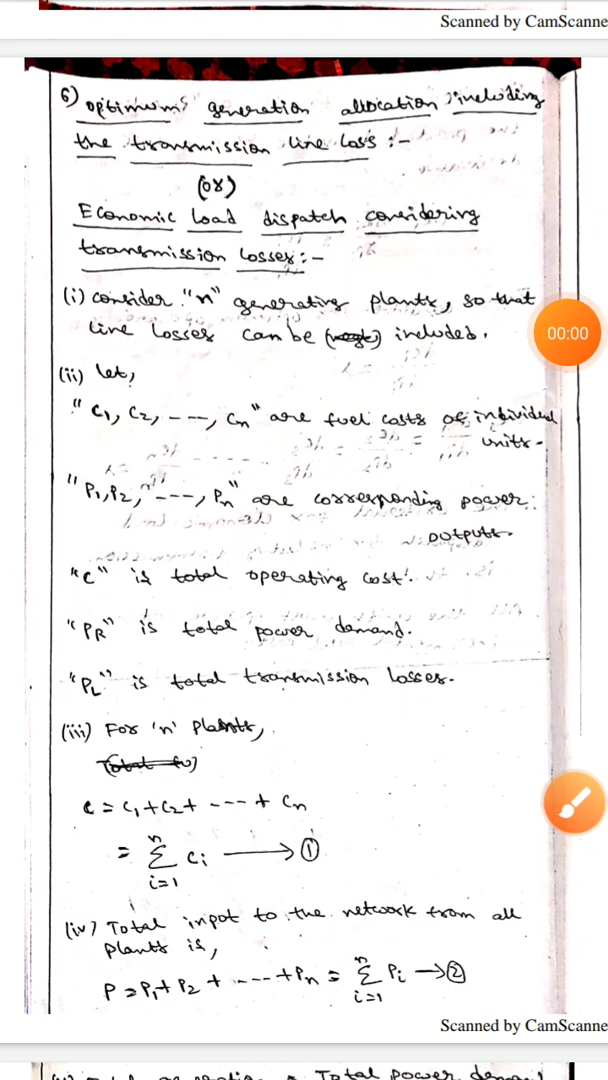 Scanned by CamScanne
6) optimum generation allocation including
the transmission line loss :-
(or)
Economic load dispatch considering
transmission losses:-
(i) consider "n" generating plants, so that
line losses can be (negt) included.
(ii) let,
"C1, C2, ---, Cn" are fuel costs of individual
units.
"P1, P2, ---, Pn" are corresponding power
outputs.
"C" is total operating cost.
"PR" is total power demand.
"PL" is total transmission losses.
(iii) For 'n' plants,
(Total fu)
C = C1 + C2 + --- + Cn
= n Σ i=1 Ci → ①
(iv) Total input to the network from all
plants is,
P = P1 + P2 + --- + Pn = n Σ i=1 Pi → ②
Scanned by CamScanne
Total power demand
00:00